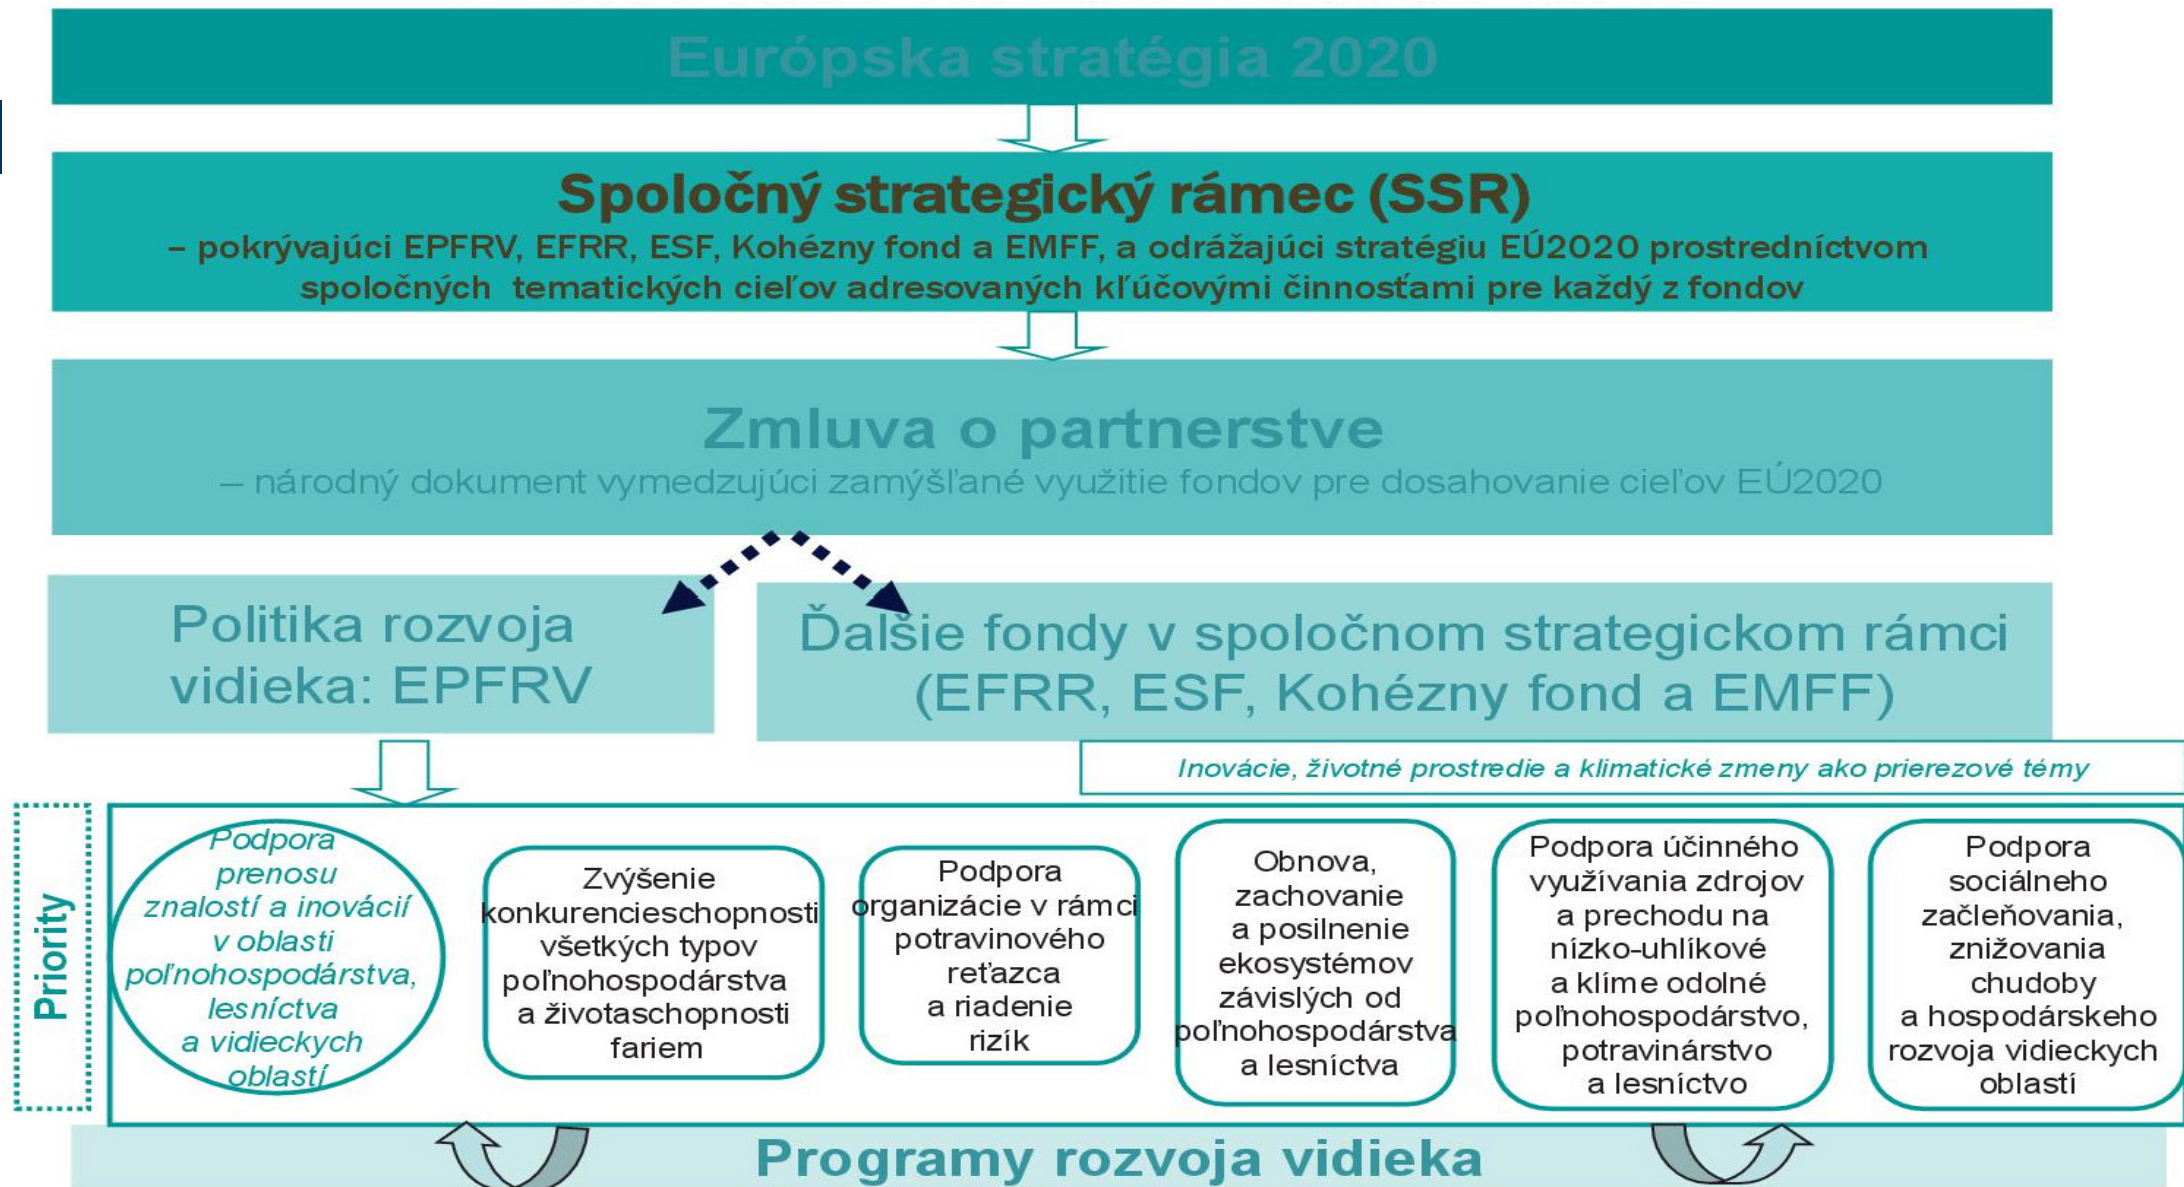 Európska stratégia 2020
Spoločný strategický rámec (SSR)
– pokrývajúci EPFRV, EFRR, ESF, Kohézny fond a EMFF, a odrážajúci stratégiu EÚ2020 prostredníctvom
spoločných tematických cieľov adresovaných kľúčovými činnosťami pre každý z fondov
Zmluva o partnerstve
– národný dokument vymedzujúci zamýšľané využitie fondov pre dosahovanie cieľov EÚ2020
Politika rozvoja
vidieka: EPFRV
Ďalšie fondy v spoločnom strategickom rámci
(EFRR, ESF, Kohézny fond a EMFF)
Inovácie, životné prostredie a klimatické zmeny ako prierezové témy
Priority
Podpora
prenosu
znalostí a inovácií
v oblasti
poľnohospodárstva,
lesníctva
a vidieckych
oblastí
Zvýšenie
konkurencieschopnosti
všetkých typov
poľnohospodárstva
a životaschopnosti
fariem
Podpora
organizácie v rámci
potravinového
reťazca
a riadenie
rizík
Obnova,
zachovanie
a posilnenie
ekosystémov
závislých od
poľnohospodárstva
a lesníctva
Podpora účinného
využívania zdrojov
a prechodu na
nízko-uhlíkové
a klíme odolné
poľnohospodárstvo,
potravinárstvo
a lesníctvo
Podpora
sociálneho
začleňovania,
znižovania
chudoby
a hospodárskeho
rozvoja vidieckych
oblastí
Programy rozvoja vidieka